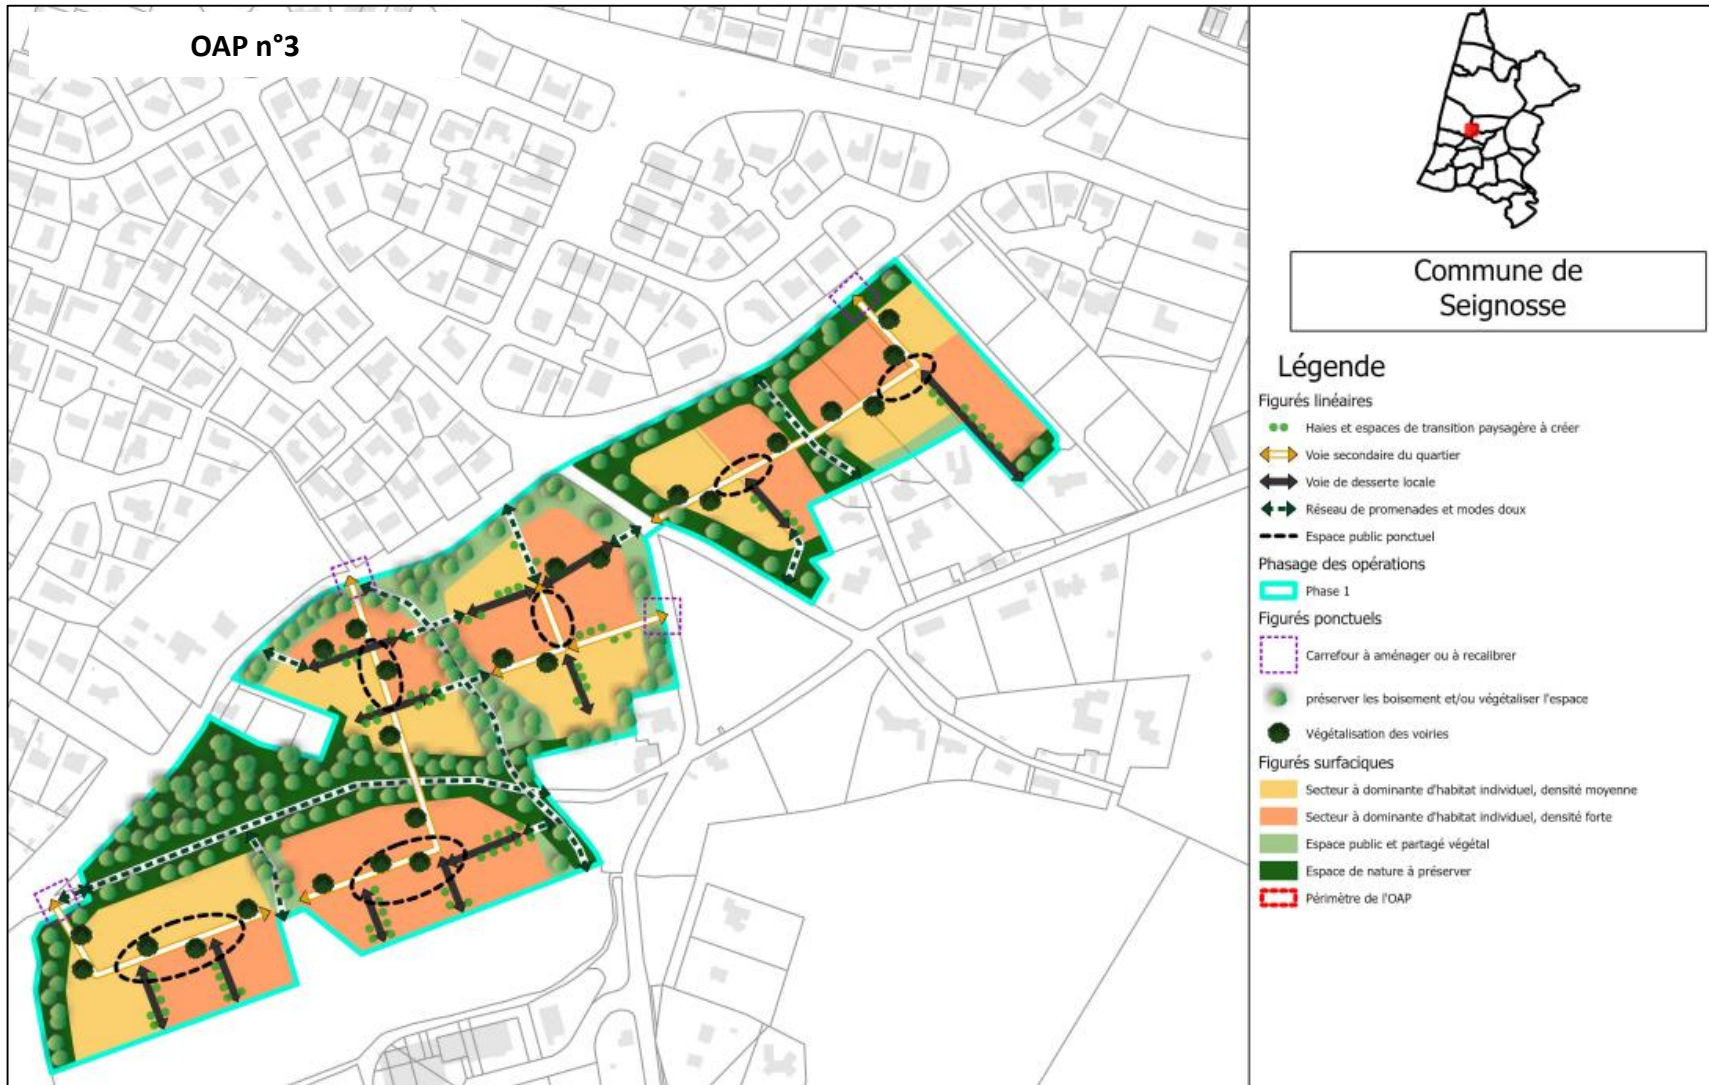 OAP n°3
Commune de
Seignosse
Légende
Figurés linéaires
Haies et espaces de transition paysagère à créer
Voie secondaire du quartier
Voie de desserte locale
Réseau de promenades et modes doux
Espace public ponctuel
Phasage des opérations
Phase 1
Figurés ponctuels
Carrefour à aménager ou à recalibrer
préserver les boisement et/ou végétaliser l'espace
Végétalisation des voiries
Figurés surfaciques
Secteur à dominante d'habitat individuel, densité moyenne
Secteur à dominante d'habitat individuel, densité forte
Espace public et partagé végétal
Espace de nature à préserver
Périmètre de l'OAP